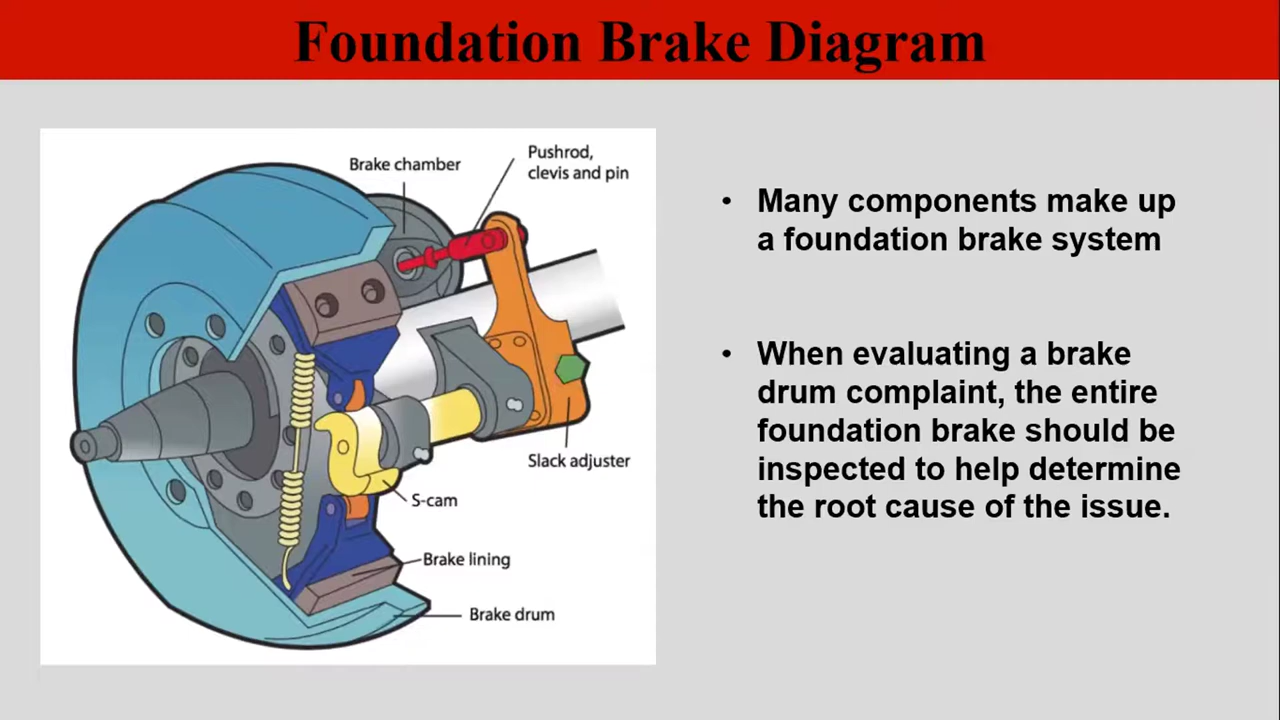 Foundation Brake Diagram
Brake chamber
Pushrod,
clevis and pin
Slack adjuster
S-cam
Brake lining
Brake drum
• Many components make up
a foundation brake system
• When evaluating a brake
drum complaint, the entire
foundation brake should be
inspected to help determine
the root cause of the issue.